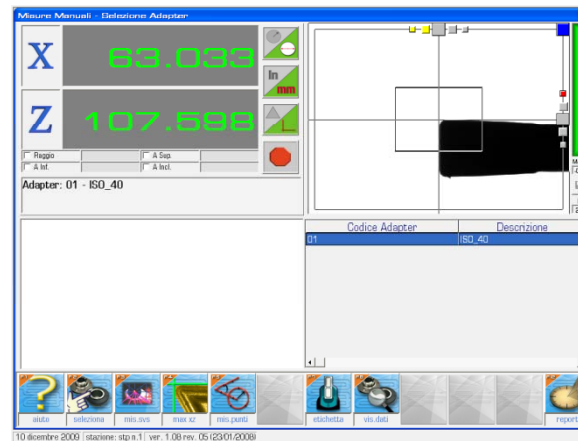 Misure Manuali - Selezione Adapter
X 63.033
Z 107.598
In
mm
Raggio
A Sup.
A Inf.
A Incl.
Adapter: 01 - ISO_40
Codice Adapter Descrizione
01 ISO_40
aiuto seleziona mis.svs max xz mis.punti etichetta vis.dati report
10 dicembre 2009 stazione: stp n.1 ver. 1.08 rev. 05 (23/01/2008)